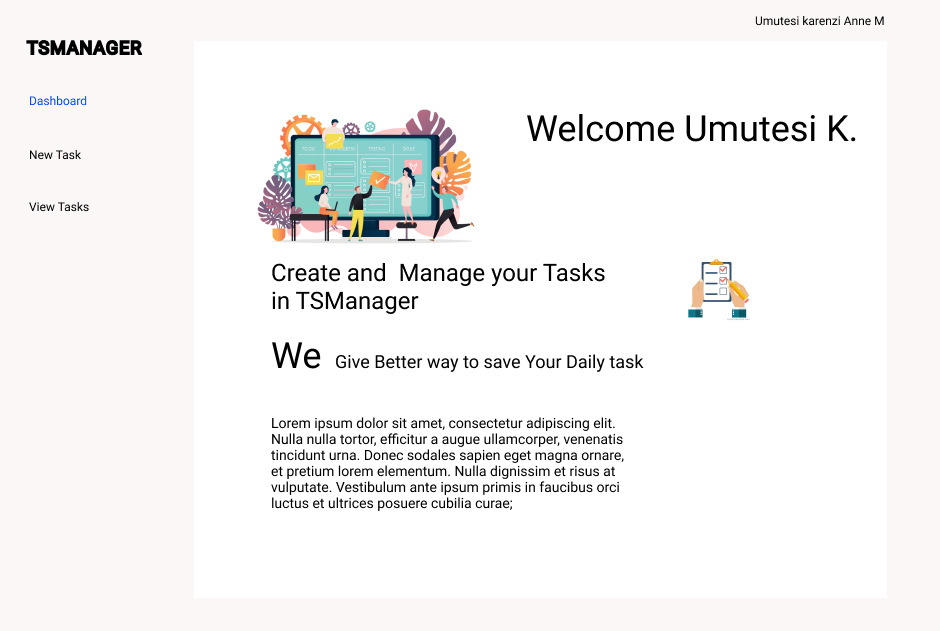 Umutesi karenzi Anne M
TSMANAGER
Dashboard
New Task
View Tasks
Welcome Umutesi K.
Create and  Manage your Tasks
in TSManager
We Give Better way to save Your Daily task
Lorem ipsum dolor sit amet, consectetur adipiscing elit.
Nulla nulla tortor, efficitur a augue ullamcorper, venenatis
tincidunt urna. Donec sodales sapien eget magna ornare,
et pretium lorem elementum. Nulla dignissim et risus at
vulputate. Vestibulum ante ipsum primis in faucibus orci
luctus et ultrices posuere cubilia curae;